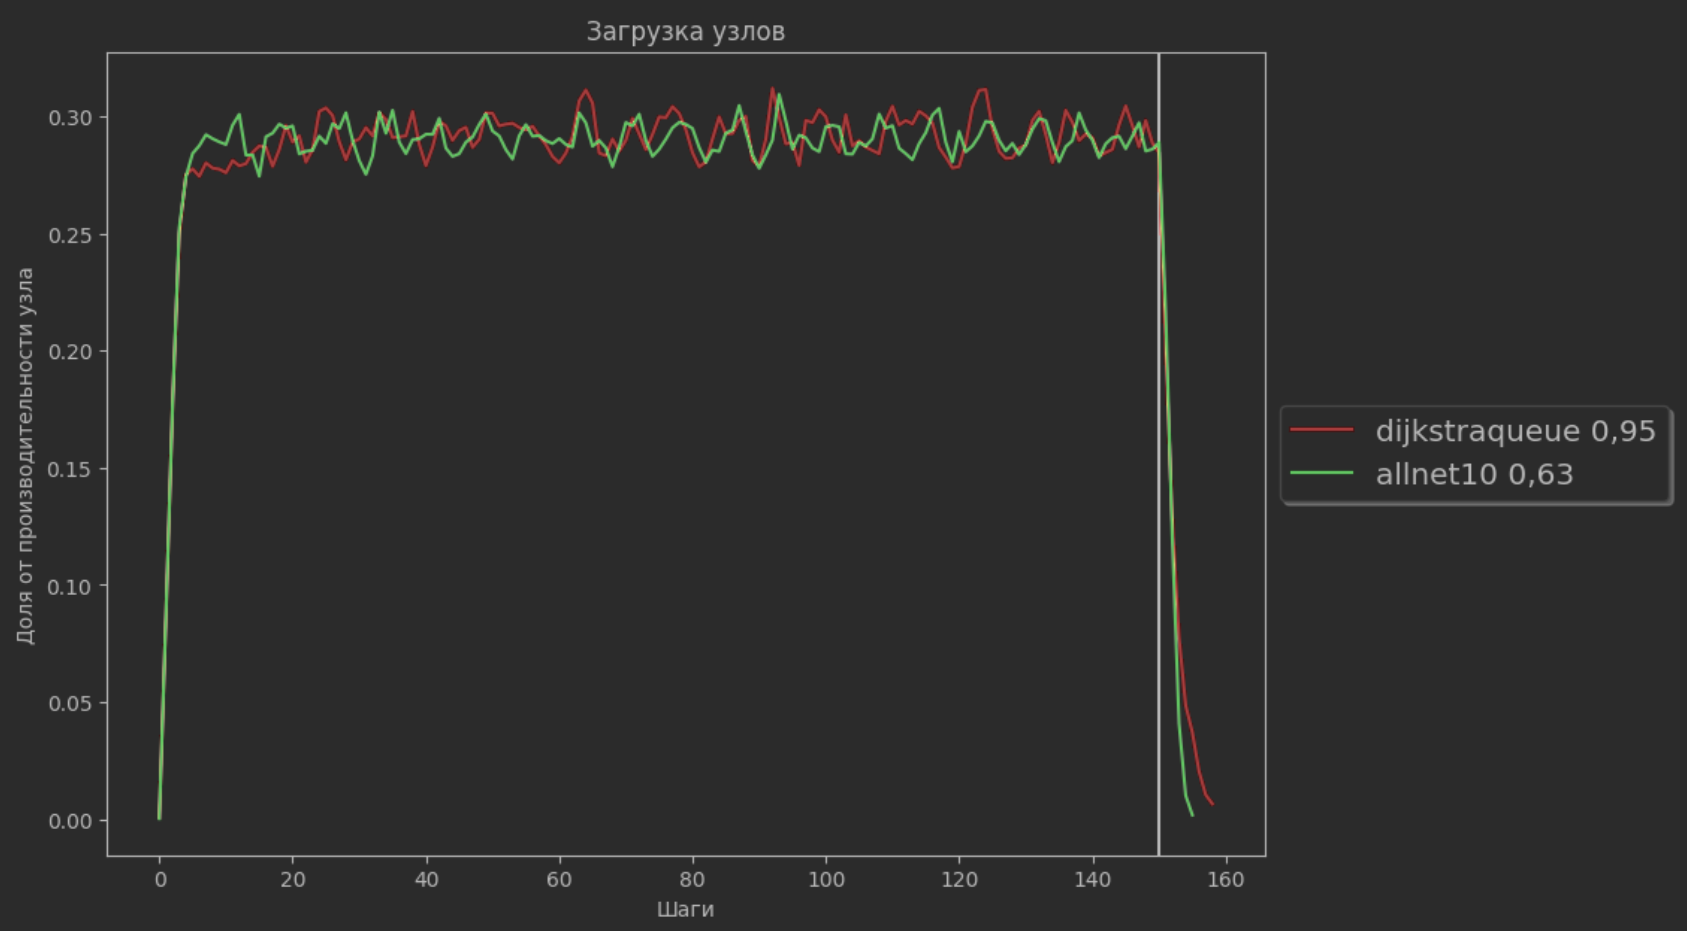 Загрузка узлов
0.30
0.25
0.20
0.15
0.10
0.05
0.00
Доля от производительности узла
0 20 40 60 80 100 120 140 160
Шаги
dijkstraqueue 0,95
allnet10 0,63